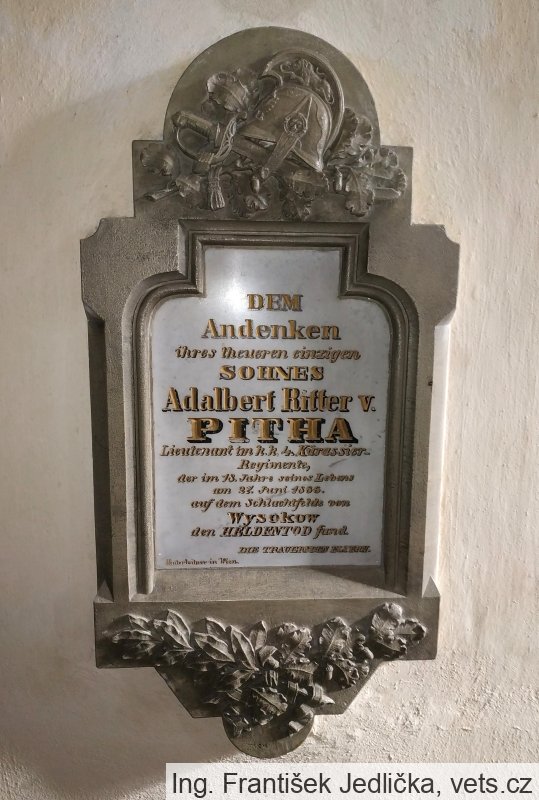 DEM
Andenken
ihres theueren einzigen
SOHNES
Adalbert Ritter v.
PITHA
Lieutenant im k.k. 4. Kürassier-
Regimente,
der im 18. Jahre seines Lebens
am 27. Juni 1866.
auf dem Schlachtfelde von
Wysokow
den HELDENTOD fand.
DIE TRAUERNDEN ELTERN.
in Wien.
Ing. František Jedlička, vets.cz